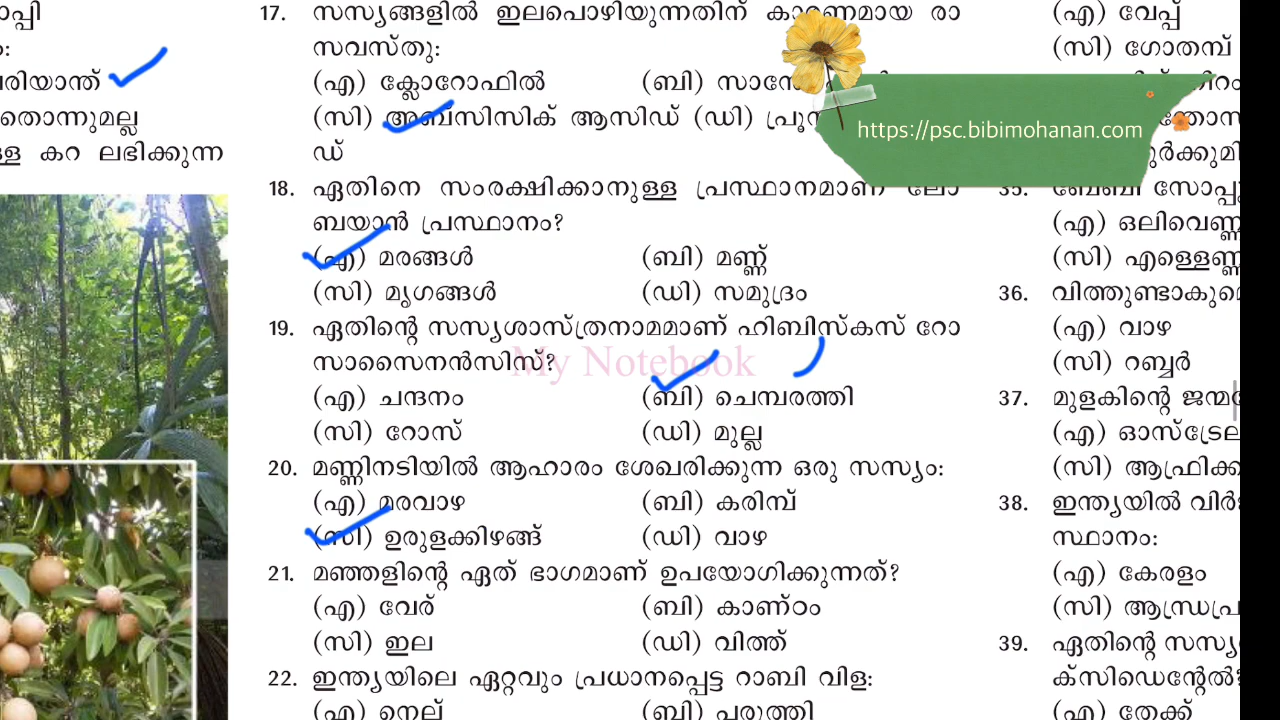 ാപ്പി
:
രിയാന്ത്
തൊന്നുമല്ല
ള്ള കറ ലഭിക്കുന്ന
17. സസ്യങ്ങളിൽ ഇലപൊഴിയുന്നതിന് കാരണമായ രാ
സവസ്തു:
(എ) ക്ലോറോഫിൽ (ബി)
(സി) അബ്സിസിക് ആസിഡ് (ഡി)
ഡ്
18. ഏതിനെ സംരക്ഷിക്കാനുള്ള പ്രസ്ഥാനമാണ് ലോ
ബയാൻ പ്രസ്ഥാനം?
(എ) മരങ്ങൾ (ബി) മണ്ണ്
(സി) മൃഗങ്ങൾ (ഡി) സമുദ്രം
19. ഏതിന്റെ സസ്യശാസ്ത്രനാമമാണ് ഹിബിസ്കസ് റോ
സാസൈനൻസിസ്?
(എ) ചന്ദനം (ബി) ചെമ്പരത്തി
(സി) റോസ് (ഡി) മുല്ല
20. മണ്ണിനടിയിൽ ആഹാരം ശേഖരിക്കുന്ന ഒരു സസ്യം:
(എ) മരവാഴ (ബി) കരിമ്പ്
(സി) ഉരുളക്കിഴങ്ങ് (ഡി) വാഴ
21. മഞ്ഞളിന്റെ ഏത് ഭാഗമാണ് ഉപയോഗിക്കുന്നത്?
(എ) വേര് (ബി) കാണ്ഠം
(സി) ഇല (ഡി) വിത്ത്
22. ഇന്ത്യയിലെ ഏറ്റവും പ്രധാനപ്പെട്ട റാബി വിള:
(എ) നെല്ല് (ബി) പരുത്തി
(എ) വേപ്പ്
(സി) ഗോതമ്പ്
https://psc.bibimohanan.com
35. ബേബി
(എ) ഒലിവെണ്ണ
(സി) എള്ളെണ്ണ
36. വിത്തുണ്ടാകുമെ
(എ) വാഴ
(സി) റബ്ബർ
37. മുളകിന്റെ
(എ) ഓസ്ട്രേല
(സി) ആഫ്രിക്ക
38. ഇന്ത്യയിൽ
സ്ഥാനം:
(എ) കേരളം
(സി) ആന്ധ്രപ്ര
39. ഏതിന്റെ സസ്യ
ക്സിഡെന്റേൽ
(എ) തേക്ക്
My Notebook